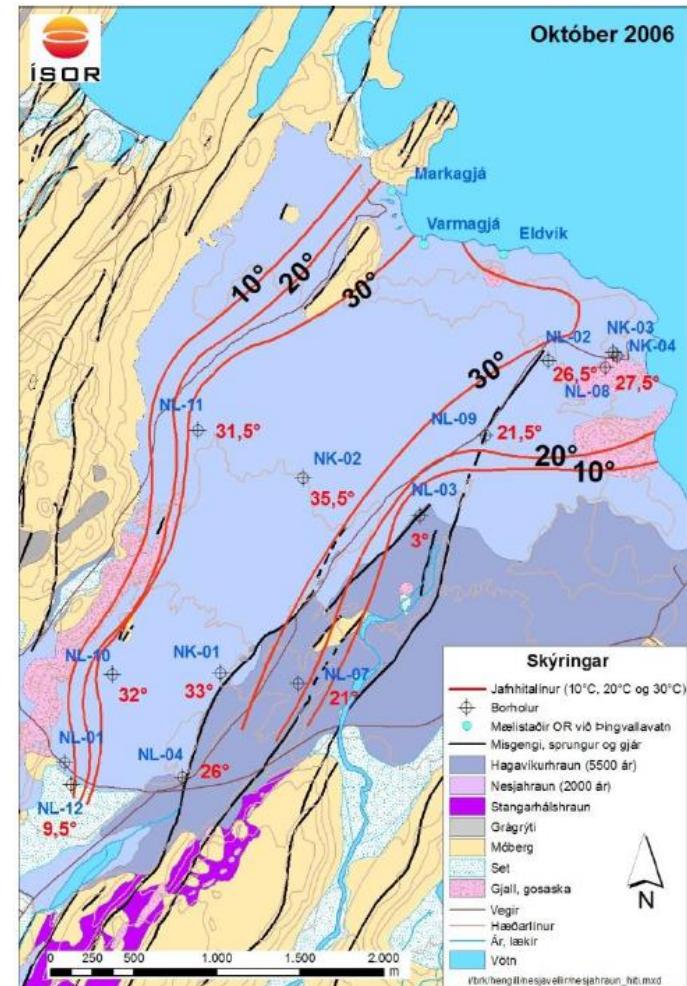 ÍSOR
Október 2006
Markagjá
Varmagjá
Eldvík
10°
20°
30°
NK-03
NL-02
NK-04
30°
26,5°
27,5°
NL-08
NL-11
31,5°
NL-09
21,5°
20°
10°
NK-02
35,5°
NL-03
3°
NL-10
32°
NK-01
33°
NL-07
21°
NL-01
NL-04
26°
NL-12
9,5°
Skýringar
Jafnhitalínur (10°C, 20°C og 30°C)
Borholur
Mælistaðir OR við Þingvallavatn
Misgengi, sprungur og gjár
Hagavíkurhraun (5500 ár)
Nesjahraun (2000 ár)
Stangarhálshraun
Grágrýti
Móberg
Set
Gjall, gosaska
Vegir
Hæðarlínur
Ár, lækir
Vötn
N
0 250 500 1.000 1.500 2.000
m